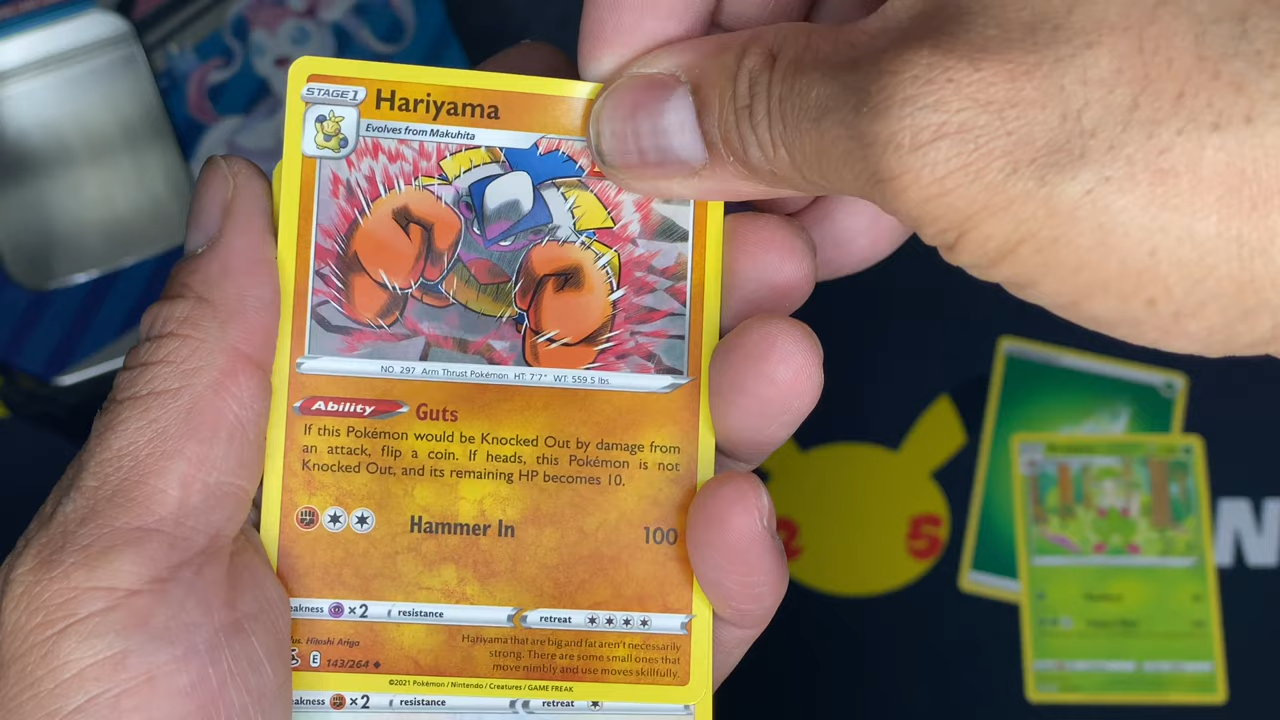 STAGE 1
Hariyama
Evolves from Makuhita
NO. 297 Arm Thrust Pokémon HT: 7'7" WT: 559.5 lbs.
Ability Guts
If this Pokémon would be Knocked Out by damage from
an attack, flip a coin. If heads, this Pokémon is not
Knocked Out, and its remaining HP becomes 10.
Hammer In 100
eakness ×2 resistance retreat
us. Hitoshi Ariga
E 143/264
Hariyama that are big and fat aren't necessarily
strong. There are some small ones that
move nimbly and use moves skillfully.
©2021 Pokémon / Nintendo / Creatures / GAME FREAK
eakness ×2 resistance retreat
2 5
N